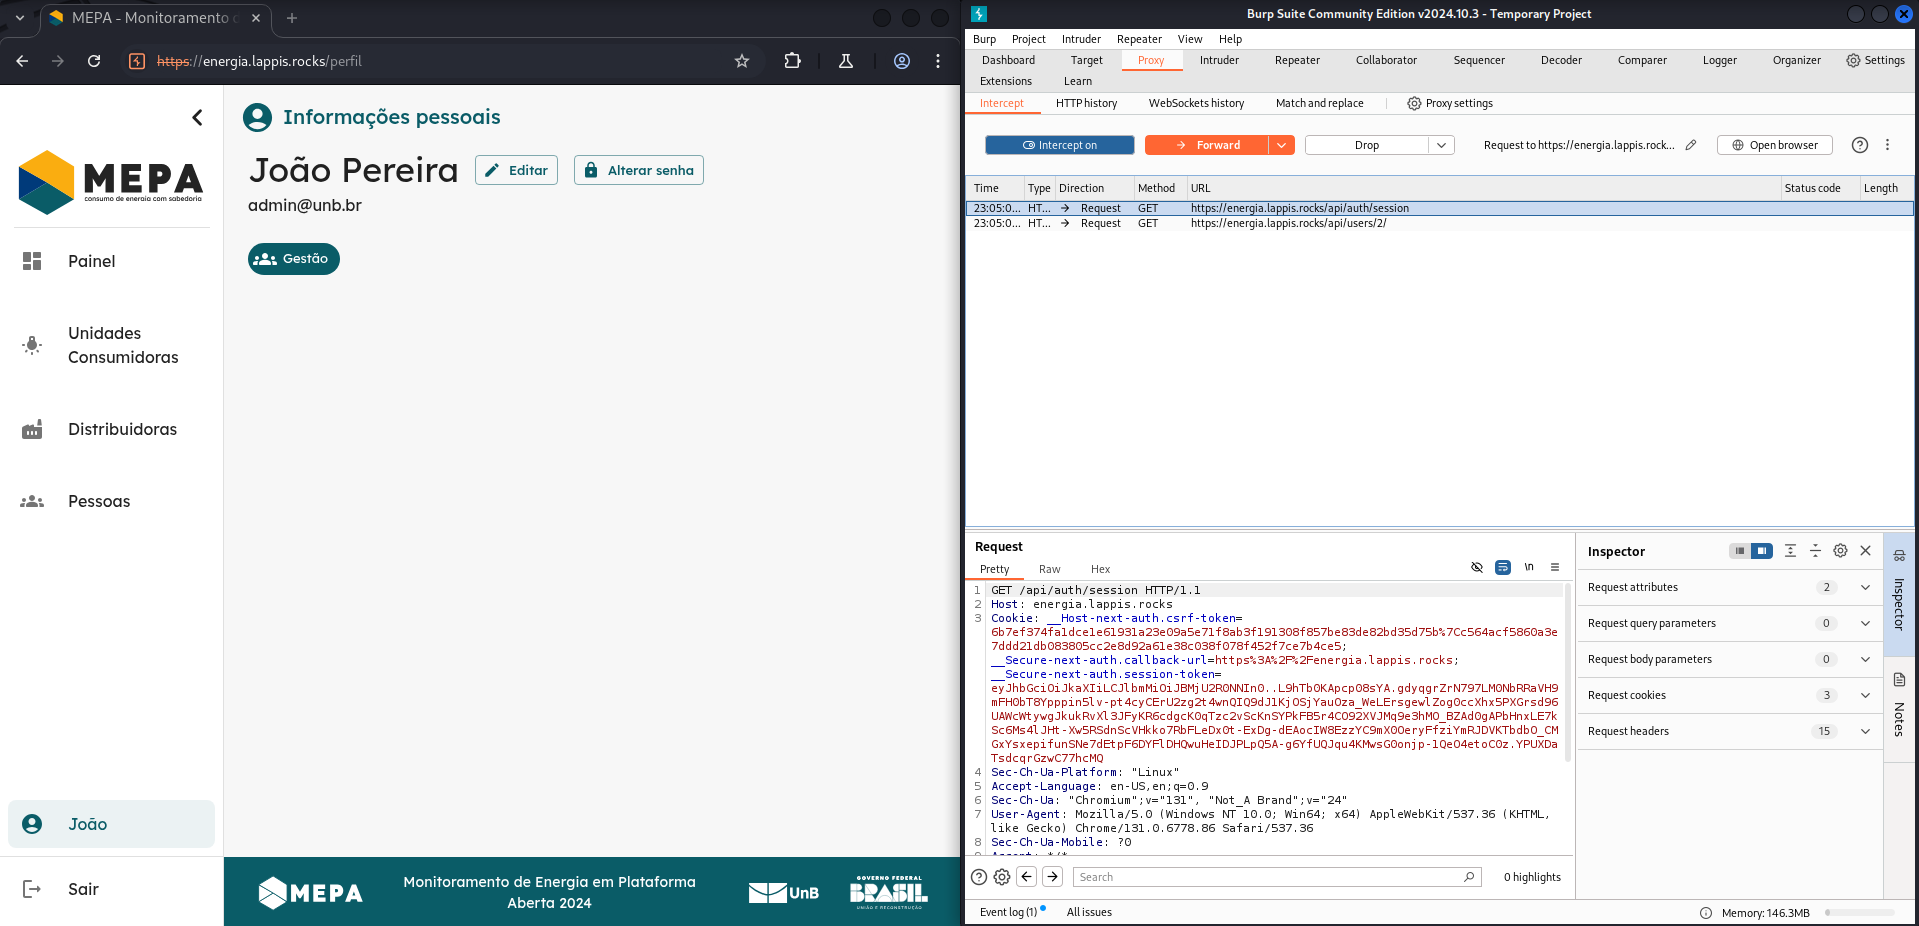 MEPA - Monitoramento d
https://energia.lappis.rocks/perfil
MEPA
consumo de energia com sabedoria
Painel
Unidades
Consumidoras
Distribuidoras
Pessoas
João
Sair
Informações pessoais
João Pereira
Editar
Alterar senha
admin@unb.br
Gestão
MEPA
Monitoramento de Energia em Plataforma
Aberta 2024
UnB
GOVERNO FEDERAL
BRASIL
UNIÃO E RECONSTRUÇÃO
Burp Suite Community Edition v2024.10.3 - Temporary Project
Burp Project Intruder Repeater View Help
Dashboard Target Proxy Intruder Repeater Collaborator Sequencer Decoder Comparer Logger Organizer Settings
Extensions Learn
Intercept HTTP history WebSockets history Match and replace Proxy settings
Intercept on Forward Drop Request to https://energia.lappis.rock... Open browser
Time Type Direction Method URL Status code Length
23:05:0... HT... Request GET https://energia.lappis.rocks/api/auth/session
23:05:0... HT... Request GET https://energia.lappis.rocks/api/users/2/
Request
Pretty Raw Hex
\n
1 GET /api/auth/session HTTP/1.1
2 Host: energia.lappis.rocks
3 Cookie: __Host-next-auth.csrf-token=
6b7ef374fa1dce1e61931a23e09a5e71f8ab3f191308f857be83de82bd35d75b%7Cc564acf5860a3e
7ddd21db083805cc2e8d92a61e38c038f078f452f7ce7b4ce5;
__Secure-next-auth.callback-url=https%3A%2F%2Fenergia.lappis.rocks;
__Secure-next-auth.session-token=
4 Sec-Ch-Ua-Platform: "Linux"
5 Accept-Language: en-US,en;q=0.9
6 Sec-Ch-Ua: "Chromium";v="131", "Not_A Brand";v="24"
7 User-Agent: Mozilla/5.0 (Windows NT 10.0; Win64; x64) AppleWebKit/537.36 (KHTML,
like Gecko) Chrome/131.0.6778.86 Safari/537.36
8 Sec-Ch-Ua-Mobile: ?0
Search
0 highlights
Inspector
Request attributes 2
Request query parameters 0
Request body parameters 0
Request cookies 3
Request headers 15
Inspector
Notes
Event log (1) All issues
Memory: 146.3MB